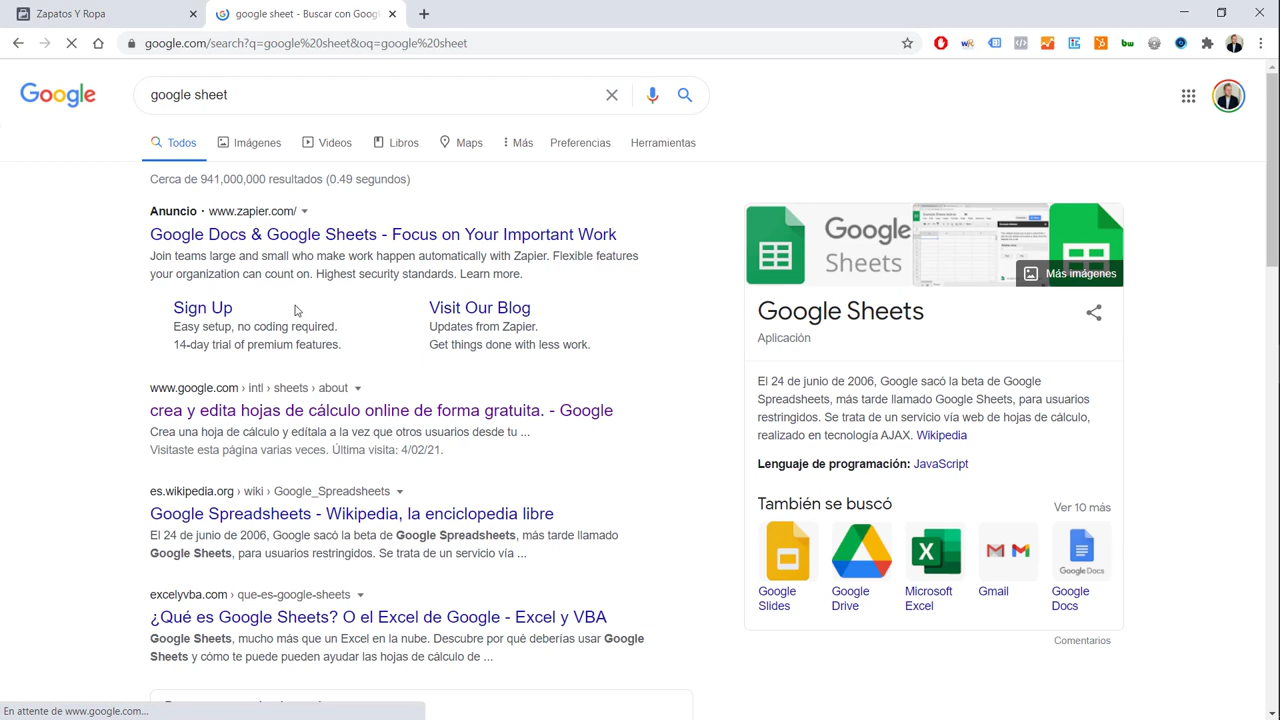 Zapatos Y Ropa
google sheet - Buscar con Goog
google.com/search?q=google%20sheet&oq=google%20sheet
Google
google sheet
Todos
Imágenes
Videos
Libros
Maps
Más
Preferencias
Herramientas
Cerca de 941,000,000 resultados (0.49 segundos)
Anuncio · www.zapier.com/
Google Sheets - Focus on Your Important Work
Join teams large and small who make work happen automatically with Zapier. Flexible features
your organization can count on. Highest security standards. Learn more.
Sign Up
Easy setup, no coding required.
14-day trial of premium features.
Visit Our Blog
Updates from Zapier.
Get things done with less work.
www.google.com › intl › sheets › about
crea y edita hojas de cálculo online de forma gratuita. - Google
Crea una hoja de cálculo y edítala a la vez que otros usuarios desde tu ...
Visitaste esta página varias veces. Última visita: 4/02/21.
es.wikipedia.org › wiki › Google_Spreadsheets
Google Spreadsheets - Wikipedia, la enciclopedia libre
El 24 de junio de 2006, Google sacó la beta de Google Spreadsheets, más tarde llamado
Google Sheets, para usuarios restringidos. Se trata de un servicio vía ...
excelyvba.com › que-es-google-sheets
¿Qué es Google Sheets? O el Excel de Google - Excel y VBA
Google Sheets, mucho más que un Excel en la nube. Descubre por qué deberías usar Google
Sheets y cómo te puede pueden ayudar las hojas de cálculo de ...
Google
Sheets
Más imágenes
Google Sheets
Aplicación
El 24 de junio de 2006, Google sacó la beta de Google
Spreadsheets, más tarde llamado Google Sheets, para usuarios
restringidos. Se trata de un servicio vía web de hojas de cálculo,
realizado en tecnología AJAX. Wikipedia
Lenguaje de programación: JavaScript
También se buscó
Ver 10 más
Google Docs
Google
Slides
Google
Drive
Microsoft
Excel
Gmail
Google
Docs
Comentarios
En attente de www.google.com...